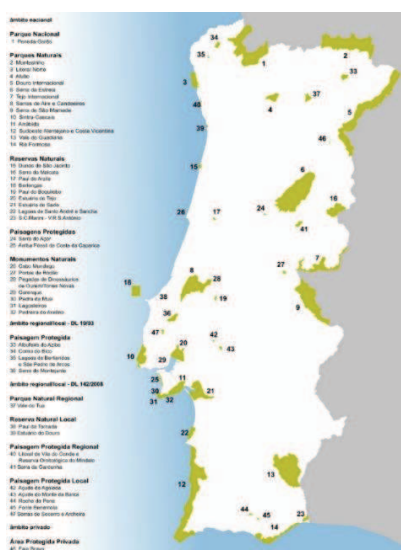 âmbito nacional
Parque Nacional
1 Peneda-Gerês
Parques Naturais
2 Montesinho
3 Litoral Norte
4 Alvão
5 Douro Internacional
6 Serra da Estrela
7 Tejo Internacional
8 Serras de Aire e Candeeiros
9 Serra de São Mamede
10 Sintra-Cascais
11 Arrábida
12 Sudoeste Alentejano e Costa Vicentina
13 Vale do Guadiana
14 Ria Formosa
Reservas Naturais
15 Dunas de São Jacinto
16 Serra da Malcata
17 Paul de Arzila
18 Berlengas
19 Paul do Boquilobo
20 Estuário do Tejo
21 Estuário do Sado
22 Lagoas de Santo André e Sancha
23 S.C.Marim - V.R.S.António
Paisagens Protegidas
24 Serra do Açor
25 Arriba Fóssil da Costa da Caparica
Monumentos Naturais
26 Cabo Mondego
27 Portas de Ródão
28 Pegadas de Dinossáurios
de Ourém/Torres Novas
29 Carenque
30 Pedra da Mua
31 Lagosteiros
32 Pedreira do Avelino
âmbito regional/local - DL 19/93
Paisagem Protegida
33 Albufeira do Azibo
34 Corno do Bico
35 Lagoas de Bertiandos
e São Pedro de Arcos
36 Serra de Montejunto
âmbito regional/local - DL 142/2008
Parque Natural Regional
37 Vale do Tua
Reserva Natural Local
38 Paul da Tornada
39 Estuário do Douro
Paisagem Protegida Regional
40 Litoral de Vila do Conde e
Reserva Ornitológica do Mindelo
41 Serra da Gardunha
Paisagem Protegida Local
42 Açude da Agolada
43 Açude do Monte da Barca
44 Rocha da Pena
45 Fonte Benémola
47 Serras do Socorro e Archeira
âmbito privado
Área Protegida Privada
46 Faia Brava
34
35
1
2
33
3
4
37
5
48
39
46
15
6
26
17
24
16
41
27
7
18
8
28
38
19
9
36
47
42
20
43
10
29
25
11
30
21
31
32
22
12
13
44
45
23
14